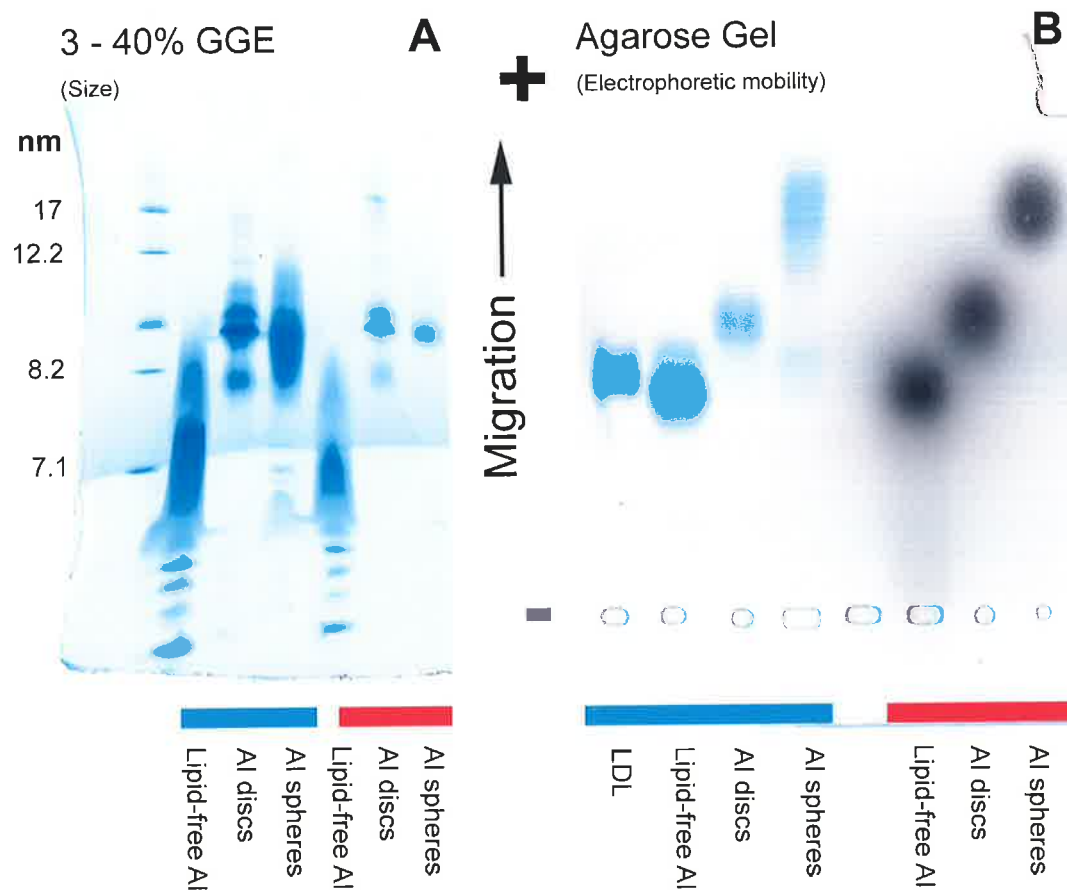 3 - 40% GGE
A
(Size)
nm
17
12.2
8.2
7.1
Lipid-free AI
AI discs
AI spheres
Lipid-free AI
AI discs
AI spheres
+
Agarose Gel
B
(Electrophoretic mobility)
Migration
LDL
Lipid-free AI
AI discs
AI spheres
Lipid-free AI
AI discs
AI spheres